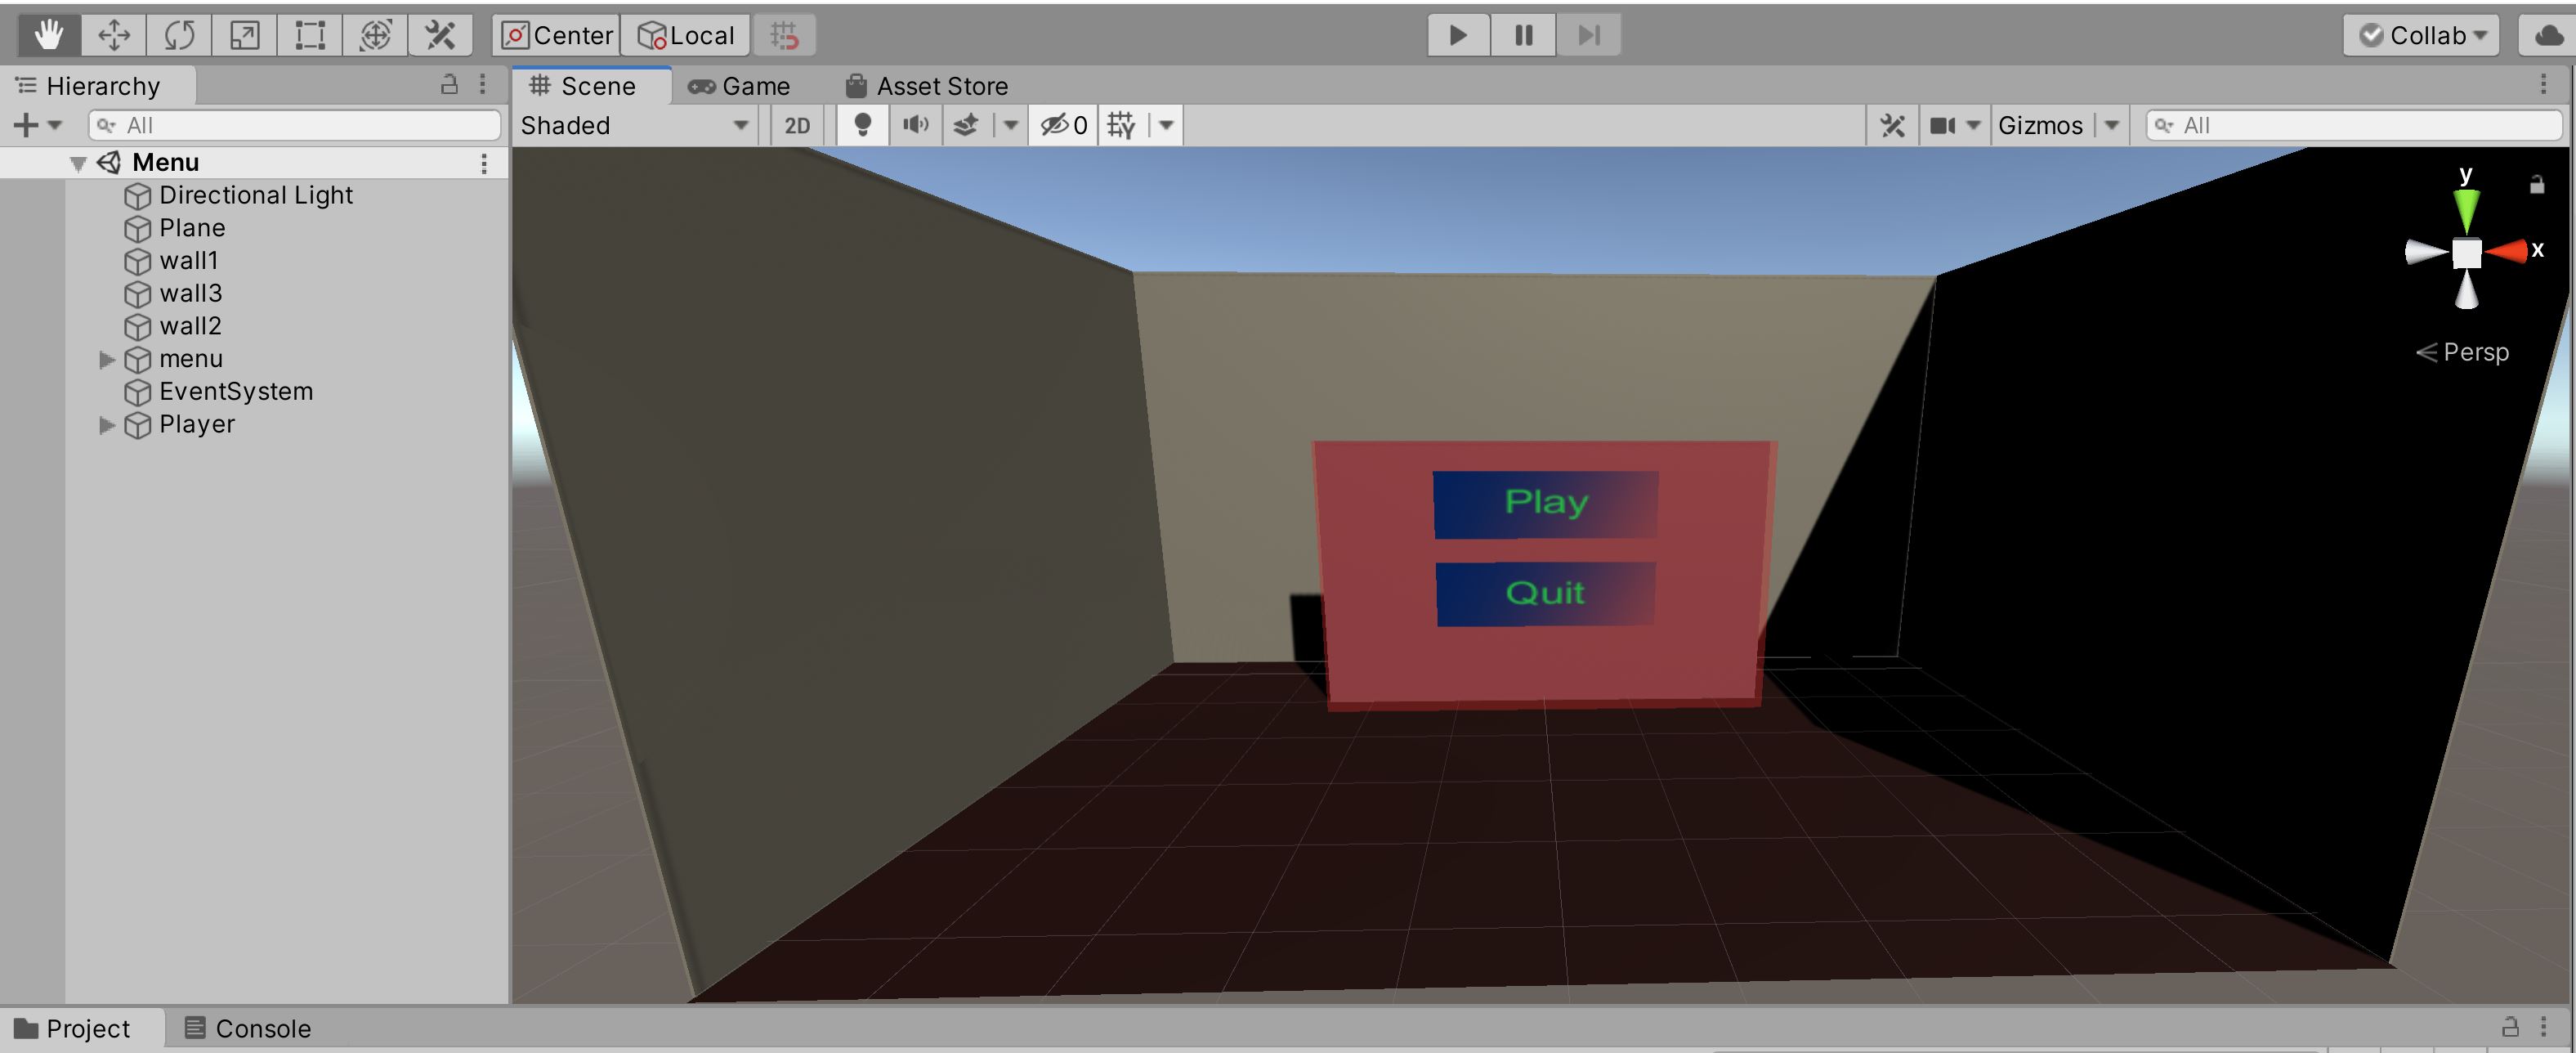 Center Local Collab
Hierarchy Scene Game Asset Store
All Shaded 2D 0 Gizmos All
Menu
Directional Light
Plane
wall1
wall3
wall2
menu
EventSystem
Player
y
x
Persp
Play
Quit
Project Console